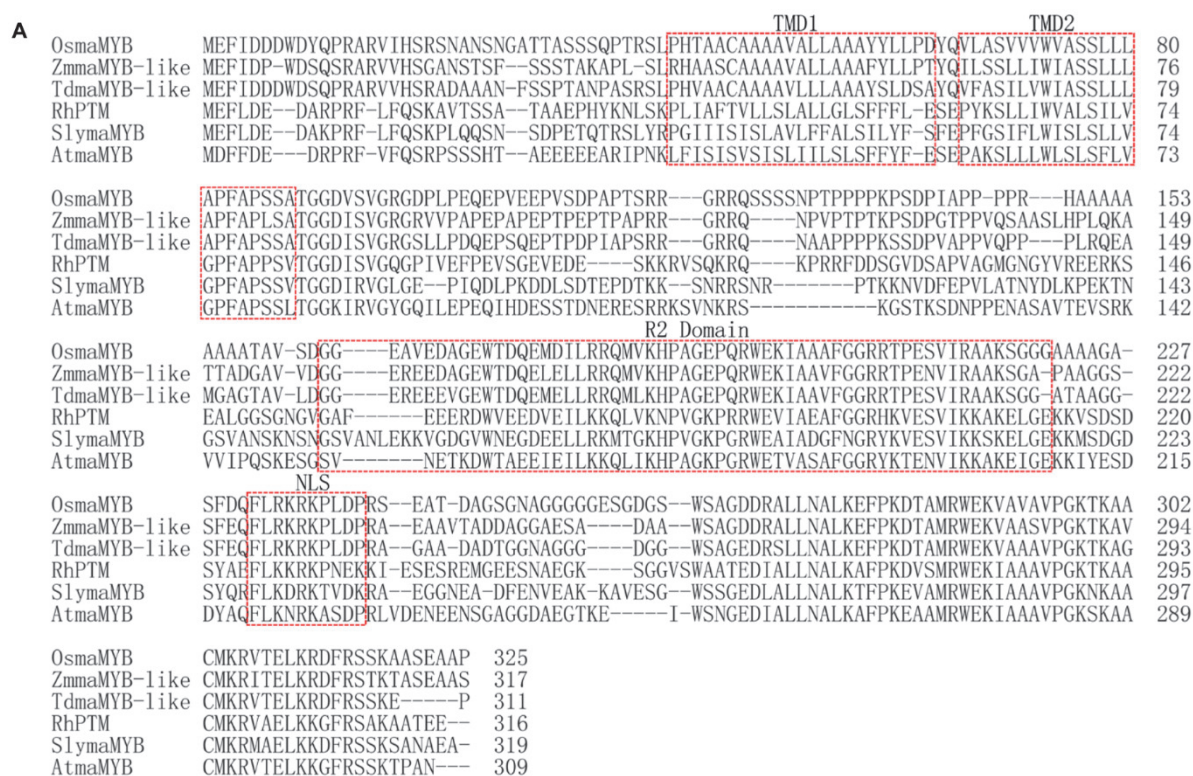 A
TMD1 TMD2
OsmaMYB MEFIDDDWDYQPRARVIHSRSNANSNGATTASSSQPTRSLPHTAACAAAAVALLAAAYYLLPDYQVLASVVVWVASSLLL 80
ZmmaMYB-like MEFIDP-WDSQSRARVVHSGANSTSF-SSSTAKAPL-SLRHAASCAAAAVALLAAAFYLLPTYQILSSLLIWIASSLLL 76
TdmaMYB-like MEFIDDDWDSQPRARVVHSRADAAAN-FSSPTANPASRSLPHVAACAAAAVALLAAAYSLDSAYQVFASILVWVASSLLL 79
RhPTM MEFLDE--DARPRF-LFQSKAVTSSA--TAAEPHYKNLSKPLIAFTVLLSLALLGLSFFFL-ESEPYKSLLIWVALSILV 74
SlymaMYB MEFLDE--DAKPRF-LFQSKPLQQSN--SDPETQTRSLYRPGIIISISLAVLFFALSILYF-SFEPFGSIFLWISLSLLV 74
AtmaMYB MDFFDE---DRPRF-VFQSRPSSSHT--AEEEEEARIPNKLFISISVSISLIILSLSFFYF-ESEPAKSLLLWLSLSFLV 73
OsmaMYB APFAPSSATGGDVSVGRGDPLPEQEPVEEPVSDPAPTSRR---GRRQSSSSNPTPPPPKPSDPIAPP-PPR---HAAAAA 153
ZmmaMYB-like APFAPLSATGGDISVGRGRVVPAPEPAPEPTPEPTPAPRR---GRRQ----NPVPTPTKPSDPGTPPVQSAASLHPLQKA 149
TdmaMYB-like APFAPSSATGGDISVGRGSLLPDQEPSQEPTPDPIAPSRR---GRRQ----NAAPPPPKSSDPVAPPVQPP---PLRQEA 149
RhPTM GPFAPPSVTGGDISVGQGPIVEFPEVSGEVEDE----SKKRVSQKRQ----KPRRFDDSGVDSAPVAGMGNGYVREERKS 146
SlymaMYB GPFAPSSVTGGDIRVGLGE--PIQDLPKDDLSDTEPDTKK---SNRRSNR----PTKKNVDFEPVLATNYDLKPEKTN 143
AtmaMYB GPFAPSSLTGGKIRVGYGQILEPEQIHDESSTDNERESRRKSVNKRS-----------KGSTKSDNPPENASAVTEVSRK 142
R2 Domain
OsmaMYB AAAATAV-SDGG----EAVEDAGEWTDQEMDILRRQMVKHPAGEPQRWEKIAAAFGGRRTPESVIRAAKSGGGAAAAGA- 227
ZmmaMYB-like TTADGAV-VDGG----EREEDAGEWTDQELELLRRQMVKHPAGEPQRWEKIAAVFGGRRTPENVIRAAKSGA-PAAGGS- 222
TdmaMYB-like MGAGTAV-LDGG----EREEEVGEWTDQEMELLRRQMLKHPAGEPQRWEKIAAVFGGRRTPESVIRAAKSGG-ATAAGG- 222
RhPTM EALGGSGNGVGAF------EEERDWVEEDVEILKKQLVKNPVGKPRRWEVIAEAFGGRHKVESVIKKAKELGEKKVSDSD 220
SlymaMYB GSVANSKNSNGSVANLEKKVGDGVWNEGDEELLRKMTGKHPVGKPGRWEAIADGFNGRYKVESVIKKSKELGEKKMSDGD 223
AtmaMYB VVIPQSKESGSV-------NETKDWTAEEIEILKKQLIKHPAGKPGRWETVASAFGGRYKTENVIKKAKEIGEKKIYESD 215
NLS
OsmaMYB SFDQFLRKRKPLDPRS--EAT-DAGSGNAGGGGGESGDGS--WSAGDDRALLNALKEFPKDTAMRWEKVAVAVPGKTKAA 302
ZmmaMYB-like SFEQFLRKRKPLDPRA--EAAVTADDAGGAESA----DAA--WSAGDDRALLNALKEFPKDTAMRWEKVAAAVPGKTKAV 294
TdmaMYB-like SFEQFLRKRKPLDPRA--GAA-DADTGGNAGGG----DGG--WSAGEDRSLLNALKEFPKDTAMRWEKVAAAVPGKTKAG 293
RhPTM SYAEFLKKRKPNEKKI-ESESREMGEESNAEGK----SGGVSWAATEDIALLNALKAFPKDVSMRWEKIAAAVPGKTKAA 295
SlymaMYB SYQRFLKDRKTVDKRA--EGGNEA-DFENVEAK-KAVESG--WSSGEDLALLNALKTFPKEVAMRWEKIAAAVPGKNKAA 297
AtmaMYB DYAQFLKNRKASDPRLVDENEENSGAGGDAEGTKE-----I-WSNGEDIALLNALKAFPKEAAMRWEKIAAAVPGKSKAA 289
OsmaMYB CMKRVTELKRDFRSSKAASEAAP 325
ZmmaMYB-like CMKRITELKRDFRSTKTASEAAS 317
TdmaMYB-like CMKRVTELKRDFRSSKE-----P 311
RhPTM CMKRVAELKKGFRSAKAATEE-- 316
SlymaMYB CMKRMAELKKDFRSSKSANAEA- 319
AtmaMYB CMKRVTELKKGFRSSKTPAN--- 309